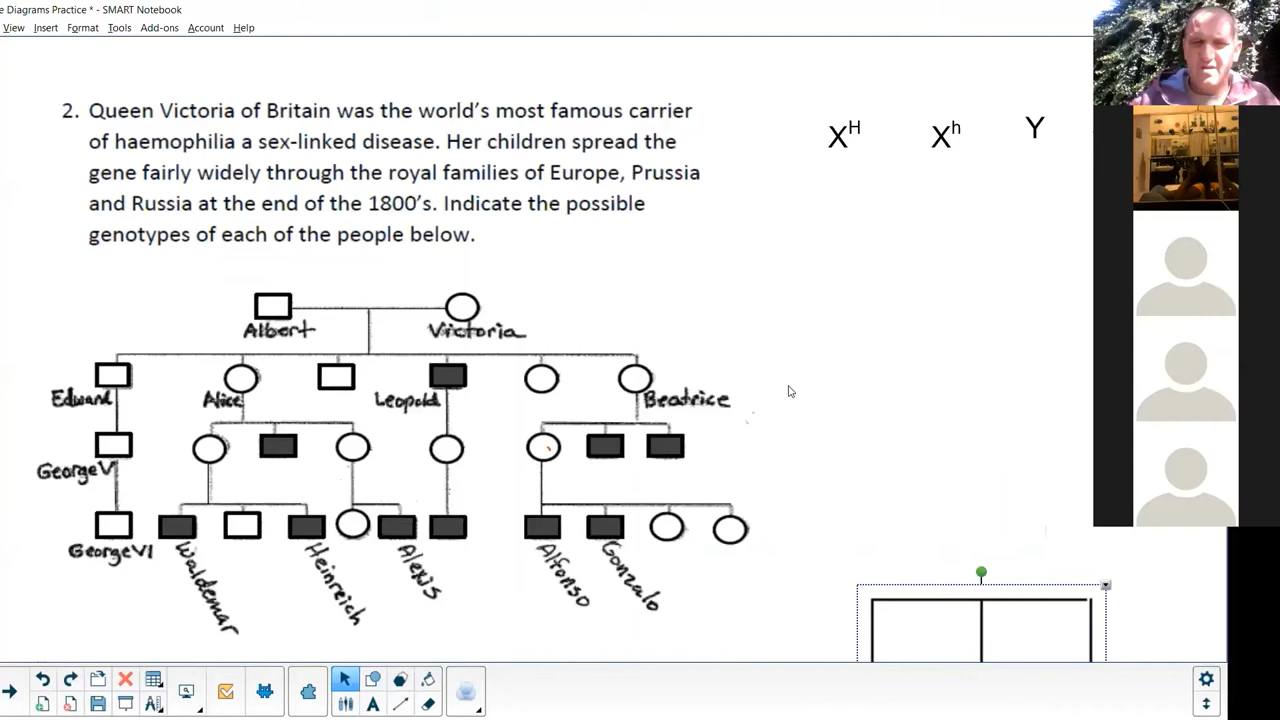 e Diagrams Practice * - SMART Notebook
View Insert Format Tools Add-ons Account Help
2. Queen Victoria of Britain was the world's most famous carrier
of haemophilia a sex-linked disease. Her children spread the
gene fairly widely through the royal families of Europe, Prussia
and Russia at the end of the 1800's. Indicate the possible
genotypes of each of the people below.
X^H X^h Y
Albert Victoria
Edward Alice Leopold Beatrice
George V
George VI Waldemar Heinreich Alexis Alfonso Gonzalo
A